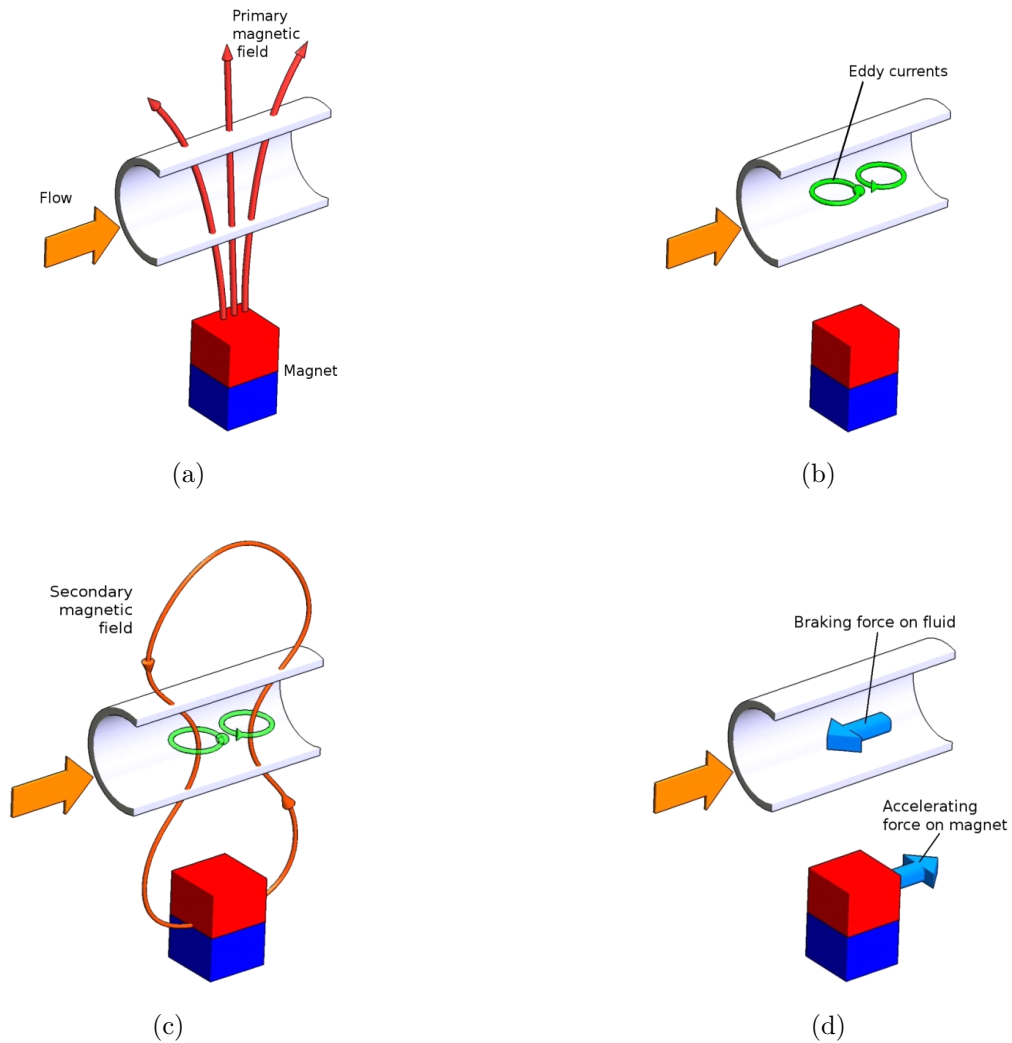 Primary
magnetic
field
Flow
Magnet
(a)
Eddy currents
(b)
Secondary
magnetic
field
(c)
Braking force on fluid
Accelerating
force on magnet
(d)